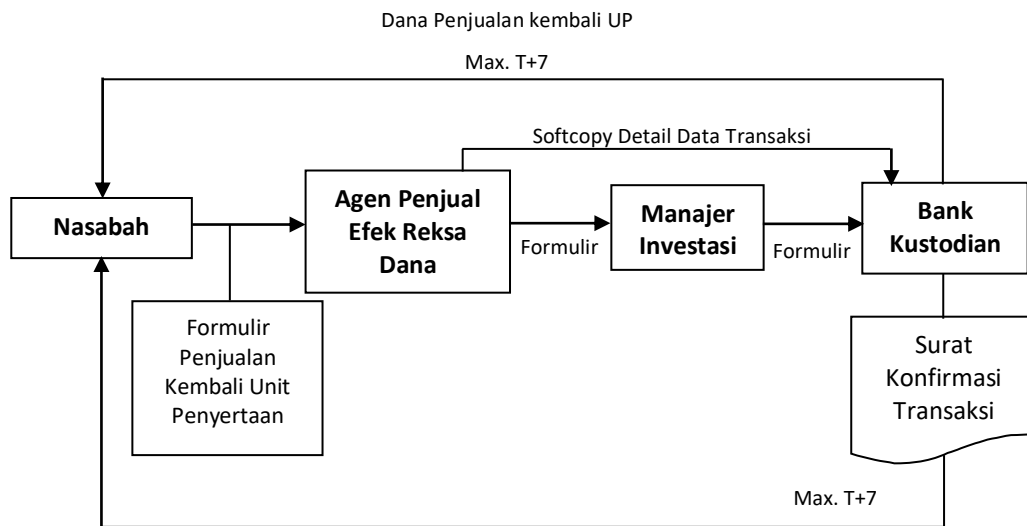 Dana Penjualan kembali UP
Max. T+7
Softcopy Detail Data Transaksi
Nasabah
Agen Penjual
Efek Reksa
Dana
Formulir
Manajer
Investasi
Formulir
Bank
Kustodian
Formulir
Penjualan
Kembali Unit
Penyertaan
Surat
Konfirmasi
Transaksi
Max. T+7